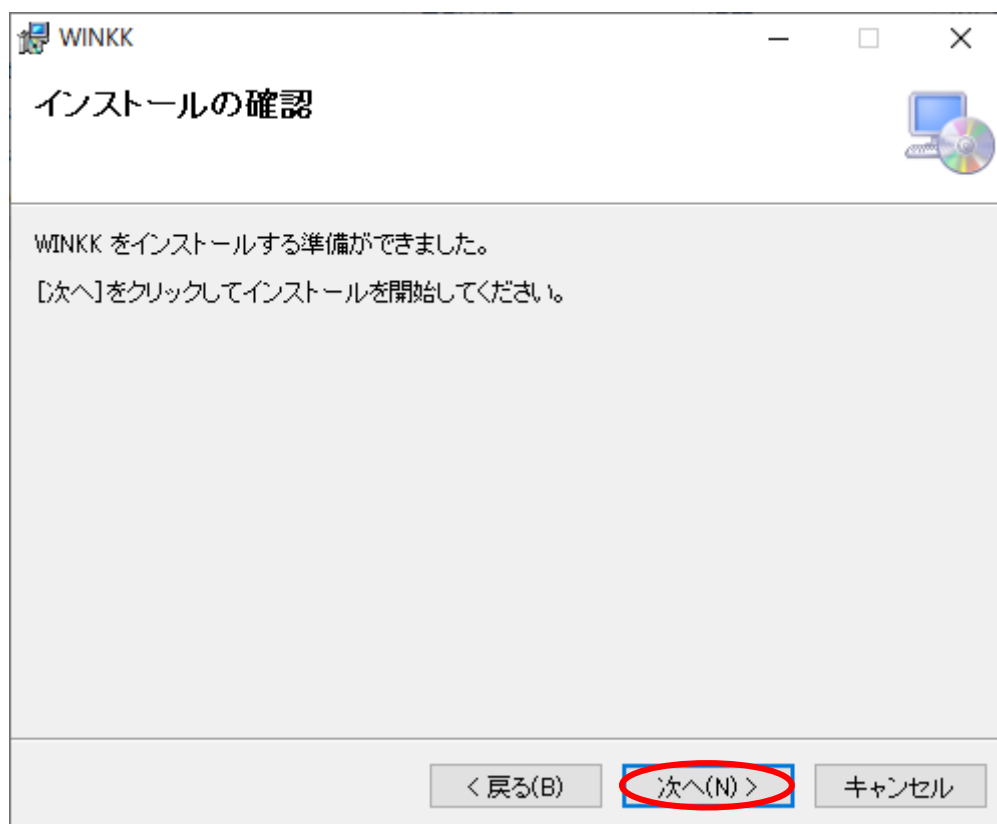 WINKK
インストールの確認
WINKK をインストールする準備ができました。
[次へ]をクリックしてインストールを開始してください。
< 戻る(B)
次へ(N) >
キャンセル